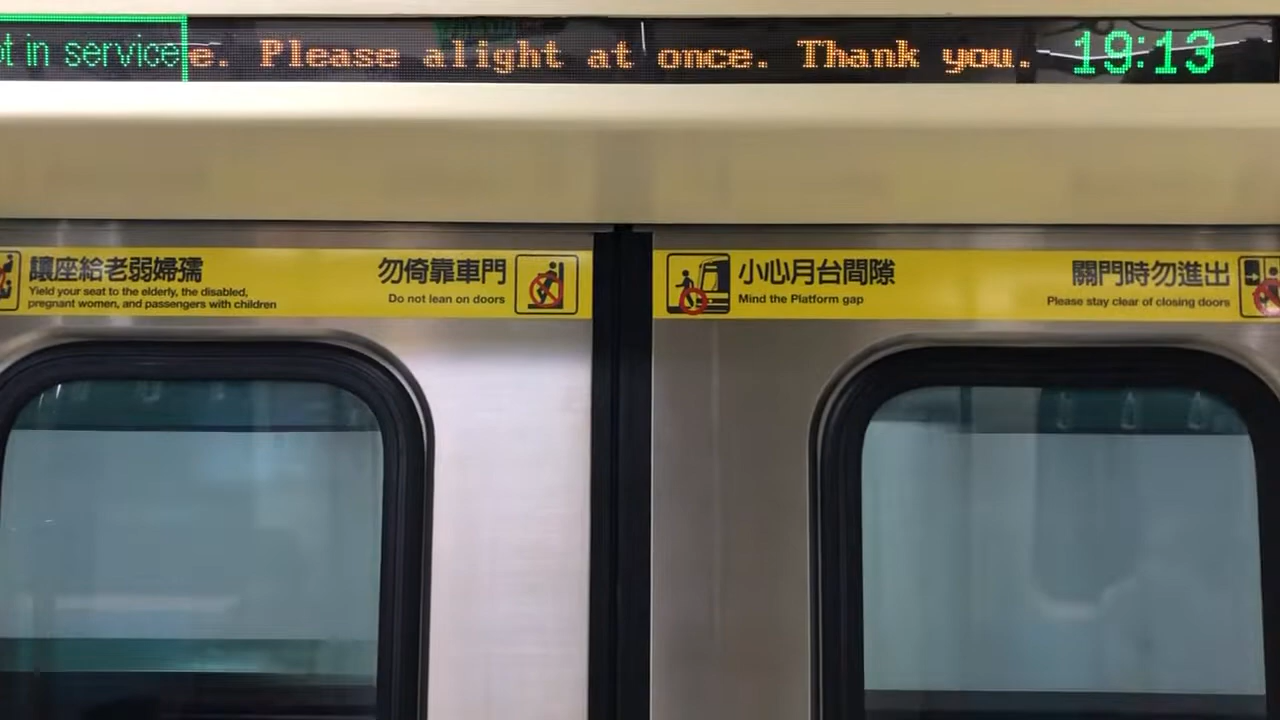 ot in service
e. Please alight at once. Thank you.
19:13
讓座給老弱婦孺
Yield your seat to the elderly, the disabled,
pregnant women, and passengers with children
勿倚靠車門
Do not lean on doors
小心月台間隙
Mind the Platform gap
關門時勿進出
Please stay clear of closing doors